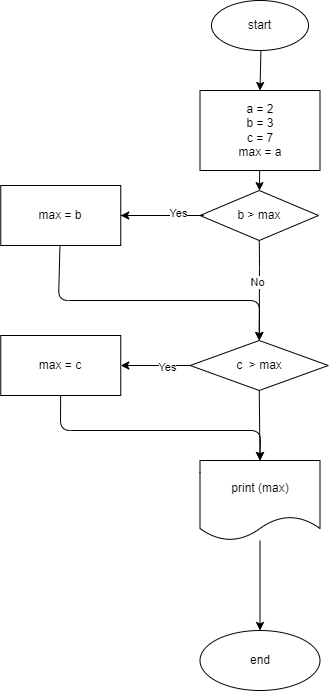 start
a = 2
b = 3
c = 7
max = a
max = b
Yes
b > max
No
max = c
Yes
c  > max
print (max)
end